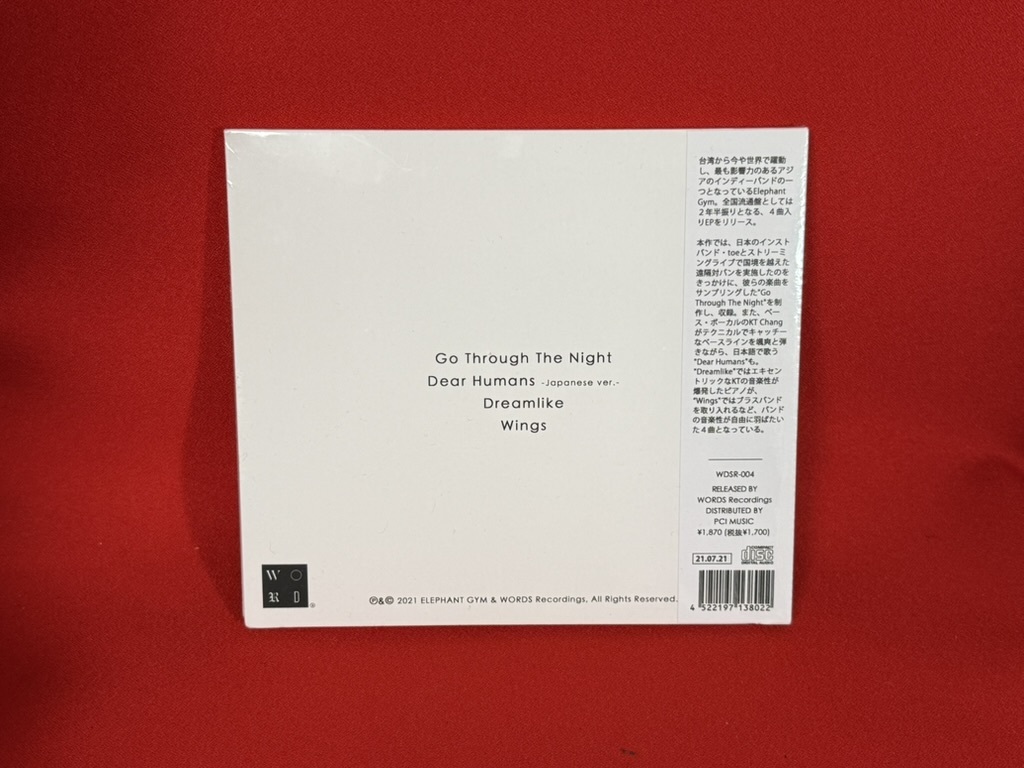 Go Through The Night
Dear Humans -Japanese ver.-
Dreamlike
Wings
W O
R D
®
℗&© 2021 ELEPHANT GYM & WORDS Recordings. All Rights Reserved.
台湾から今や世界で躍動
し、最も影響力のあるアジ
アのインディーバンドの一
つとなっているElephant
Gym。全国流通盤としては
２年半振りとなる、４曲入
りEPをリリース。
本作では、日本のインスト
バンド・toeとストリーミ
ングライブで国境を越えた
遠隔対バンを実施したのを
きっかけに、彼らの楽曲を
サンプリングした"Go
Through The Night"を制
作し、収録。また、ベー
ス・ボーカルのKT Chang
がテクニカルでキャッチー
なベースラインを颯爽と弾
きながら、日本語で歌う
"Dear Humans"も。
"Dreamlike"ではエキセン
トリックなKTの音楽性が
爆発したピアノが、
"Wings"ではブラスバンド
を取り入れるなど、バンド
の音楽性が自由に羽ばたい
た４曲となっている。
WDSR-004
RELEASED BY
WORDS Recordings
DISTRIBUTED BY
PCI MUSIC
¥1,870 (税抜¥1,700)
21.07.21
COMPACT
disc
DIGITAL AUDIO
4 522197 138022